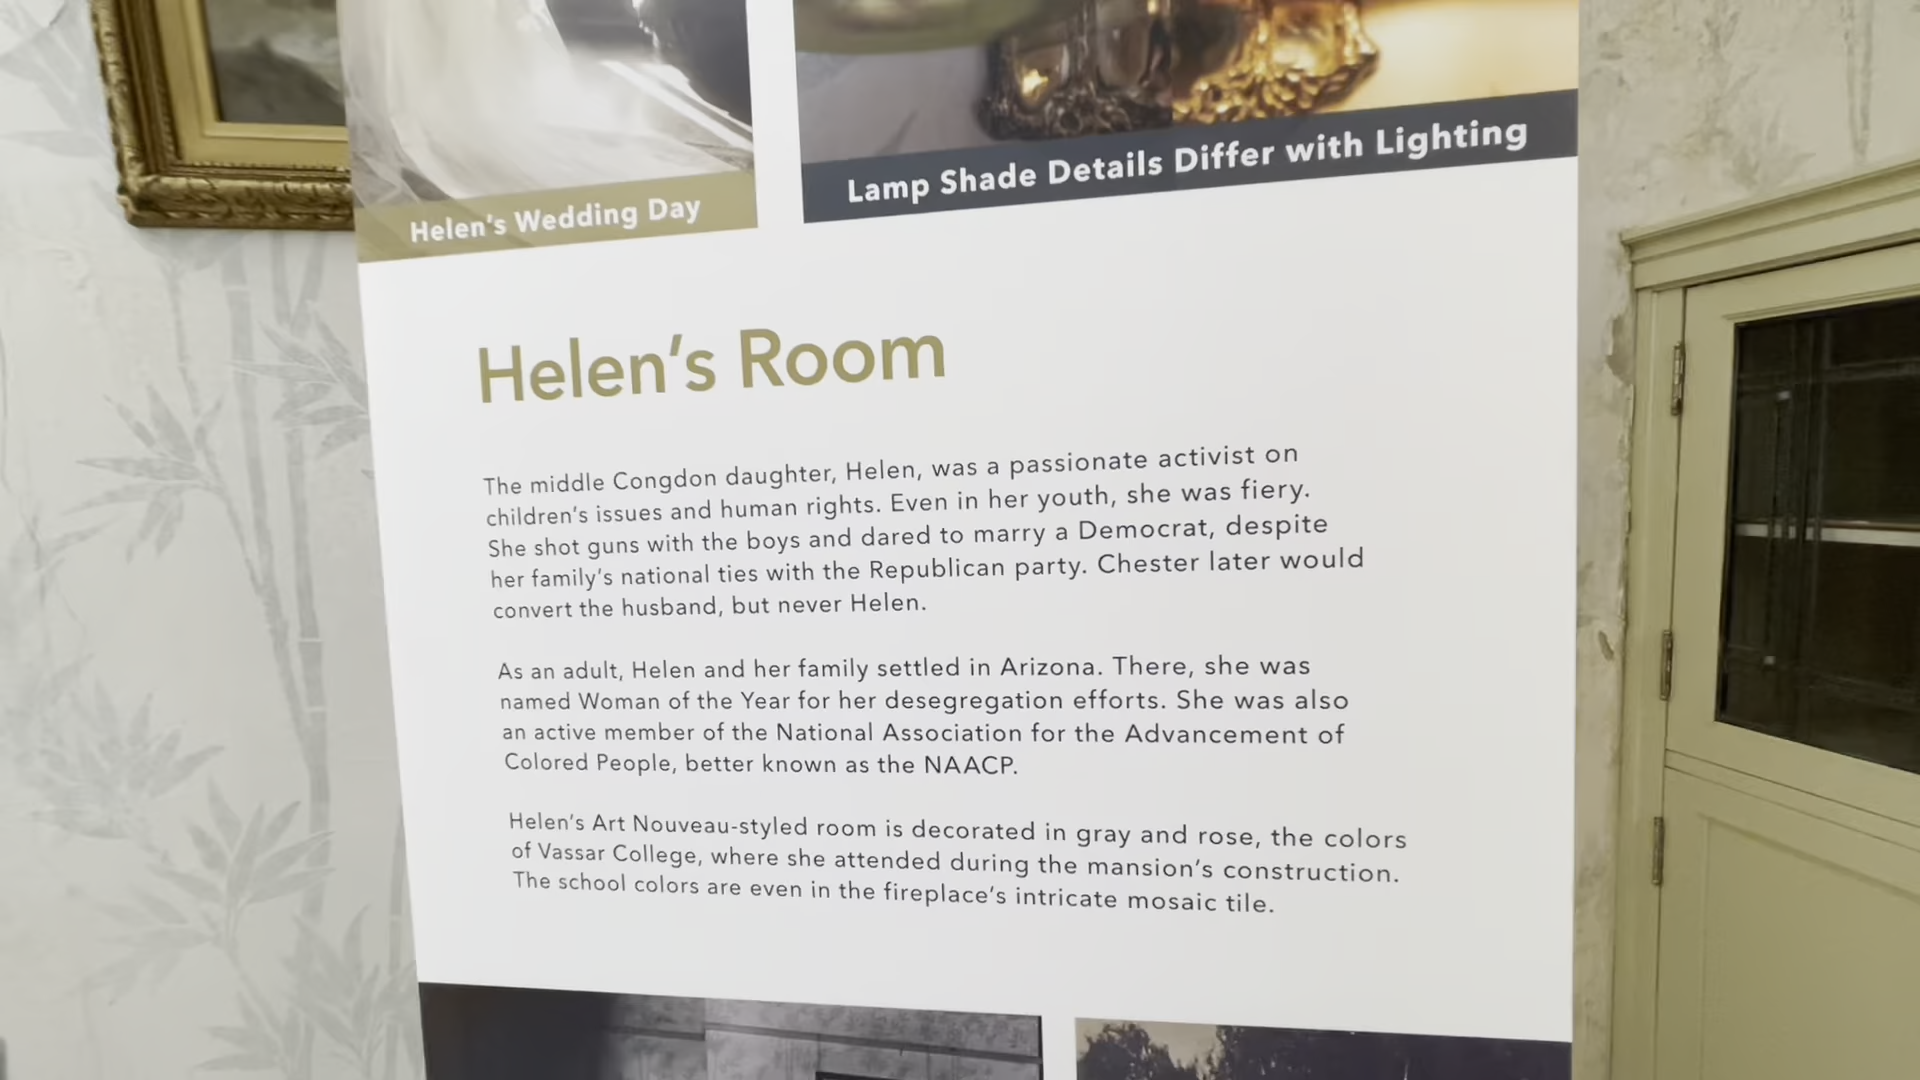 Helen's Wedding Day
Lamp Shade Details Differ with Lighting
Helen's Room
The middle Congdon daughter, Helen, was a passionate activist on
children's issues and human rights. Even in her youth, she was fiery.
She shot guns with the boys and dared to marry a Democrat, despite
her family's national ties with the Republican party. Chester later would
convert the husband, but never Helen.
As an adult, Helen and her family settled in Arizona. There, she was
named Woman of the Year for her desegregation efforts. She was also
an active member of the National Association for the Advancement of
Colored People, better known as the NAACP.
Helen's Art Nouveau-styled room is decorated in gray and rose, the colors
of Vassar College, where she attended during the mansion's construction.
The school colors are even in the fireplace's intricate mosaic tile.